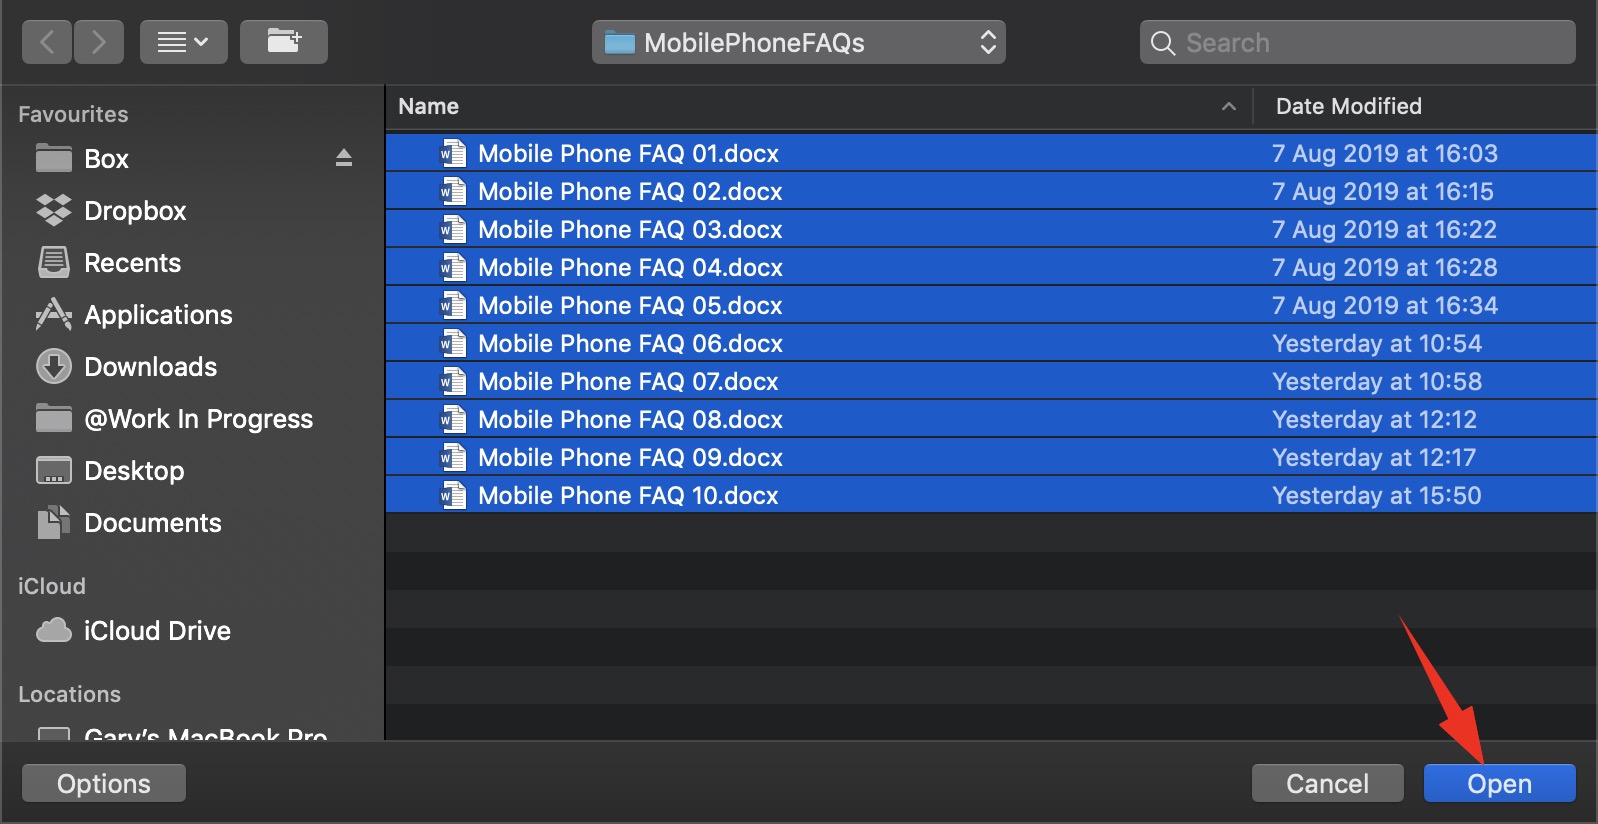 MobilePhoneFAQs
Search
Favourites
Box
Dropbox
Recents
Applications
Downloads
@Work In Progress
Desktop
Documents
iCloud
iCloud Drive
Locations
Gary's MacBook Pro
Name
Date Modified
Mobile Phone FAQ 01.docx 7 Aug 2019 at 16:03
Mobile Phone FAQ 02.docx 7 Aug 2019 at 16:15
Mobile Phone FAQ 03.docx 7 Aug 2019 at 16:22
Mobile Phone FAQ 04.docx 7 Aug 2019 at 16:28
Mobile Phone FAQ 05.docx 7 Aug 2019 at 16:34
Mobile Phone FAQ 06.docx Yesterday at 10:54
Mobile Phone FAQ 07.docx Yesterday at 10:58
Mobile Phone FAQ 08.docx Yesterday at 12:12
Mobile Phone FAQ 09.docx Yesterday at 12:17
Mobile Phone FAQ 10.docx Yesterday at 15:50
Options
Cancel
Open